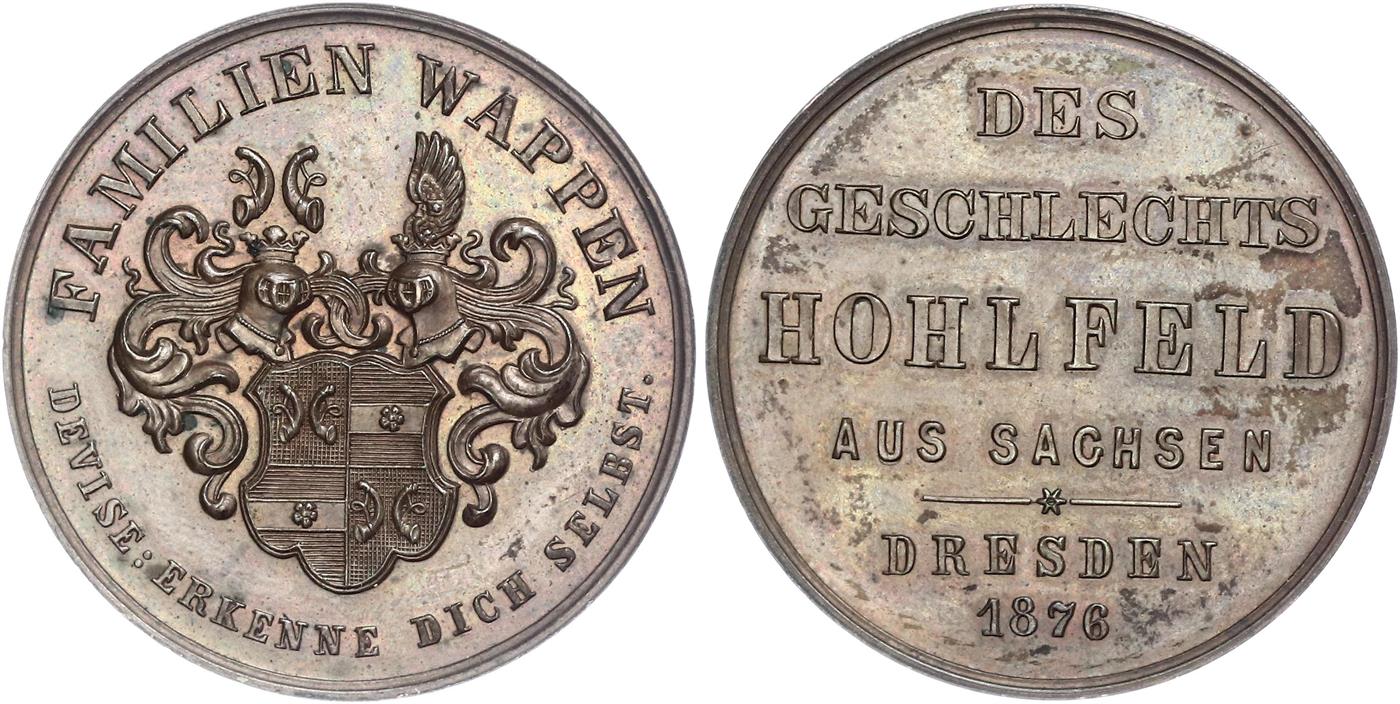 FAMILIEN WAPPEN
DEVISE: ERKENNE DICH SELBST.
DES
GESCHLECHTS
HOHLFELD
AUS SACHSEN
DRESDEN
1876